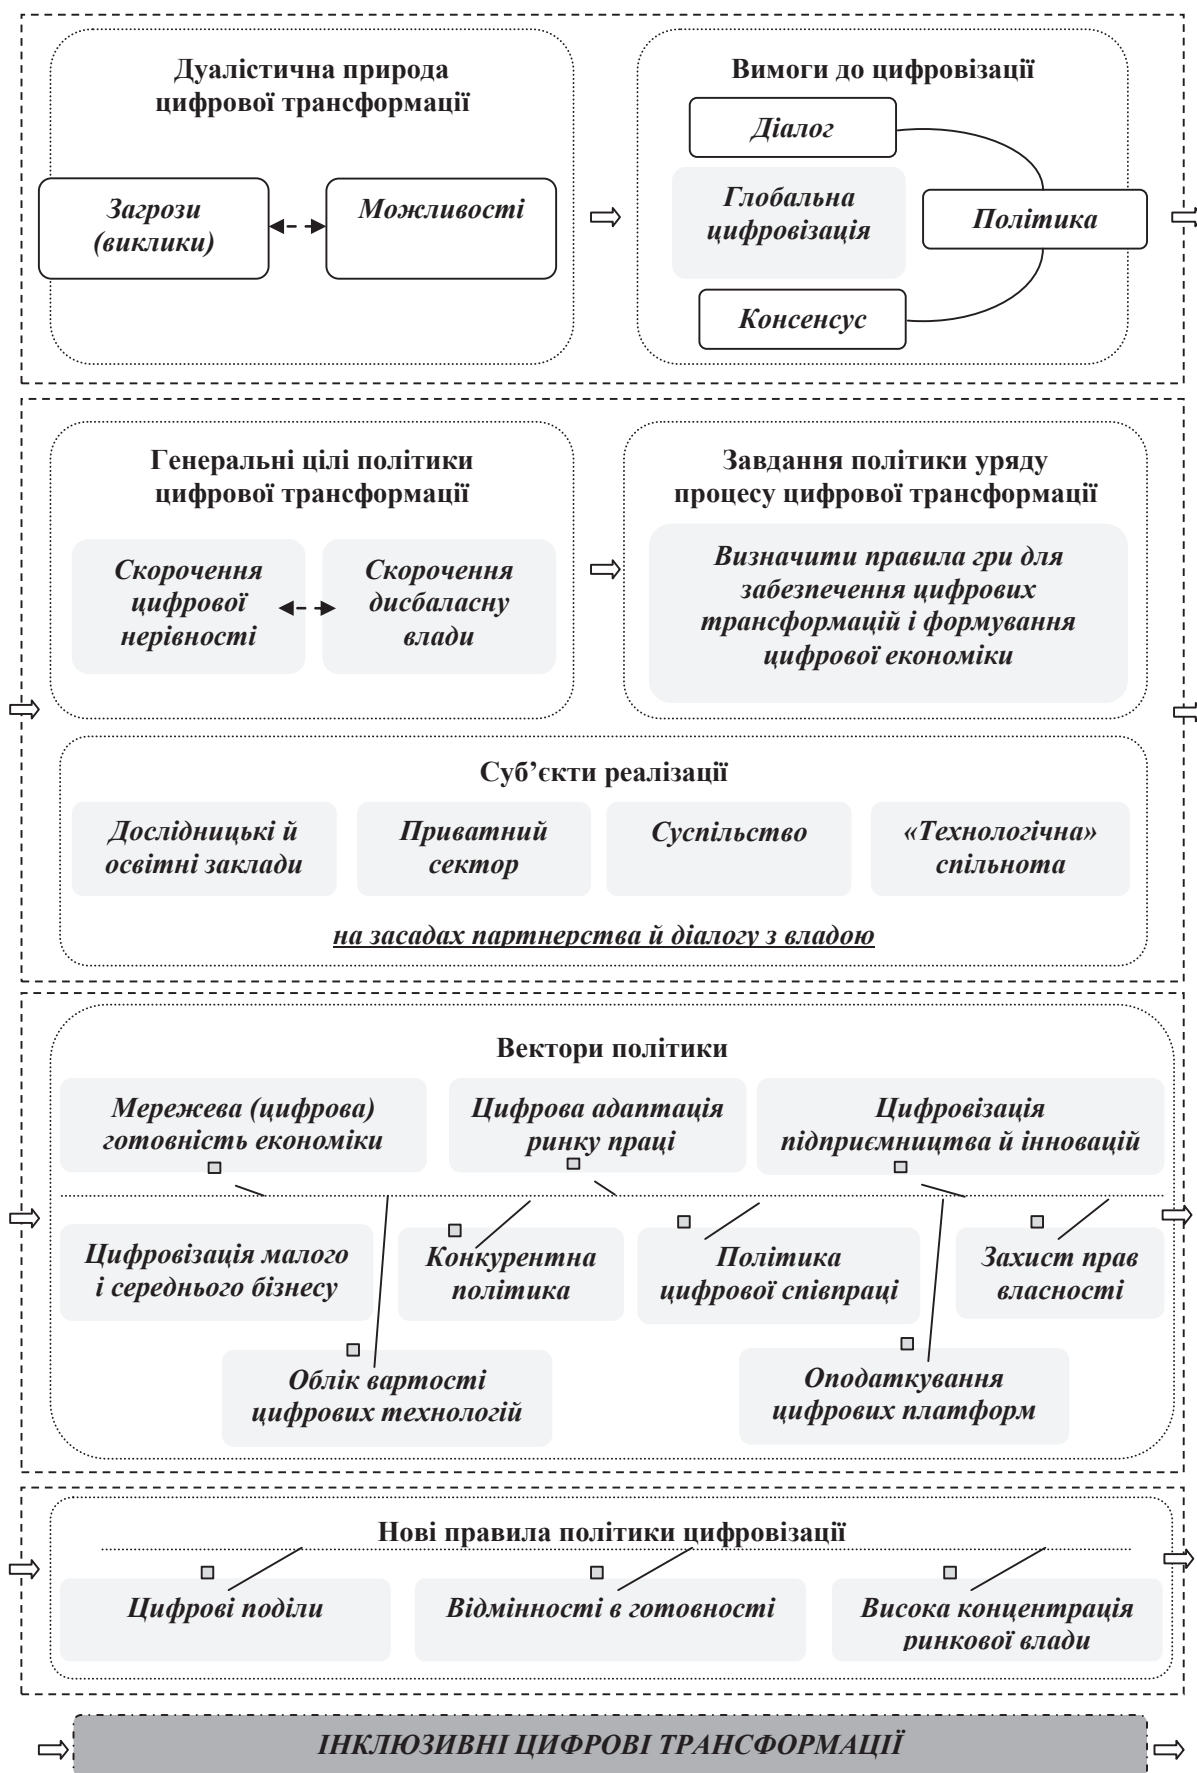 Дуалістична природа
цифрової трансформації
Загрози
(виклики)
Можливості
Вимоги до цифровізації
Діалог
Глобальна
цифровізація
Політика
Консенсус
Генеральні цілі політики
цифрової трансформації
Скорочення
цифрової
нерівності
Скорочення
дисбаласну
влади
Завдання політики уряду
процесу цифрової трансформації
Визначити правила гри для
забезпечення цифрових
трансформацій і формування
цифрової економіки
Суб’єкти реалізації
Дослідницькі й
освітні заклади
Приватний
сектор
Суспільство
«Технологічна»
спільнота
на засадах партнерства й діалогу з владою
Вектори політики
Мережева (цифрова)
готовність економіки
Цифрова адаптація
ринку праці
Цифровізація
підприємництва й інновацій
Цифровізація малого
і середнього бізнесу
Конкурентна
політика
Політика
цифрової співпраці
Захист прав
власності
Облік вартості
цифрових технологій
Оподаткування
цифрових платформ
Нові правила політики цифровізації
Цифрові поділи
Відмінності в готовності
Висока концентрація
ринкової влади
ІНКЛЮЗИВНІ ЦИФРОВІ ТРАНСФОРМАЦІЇ